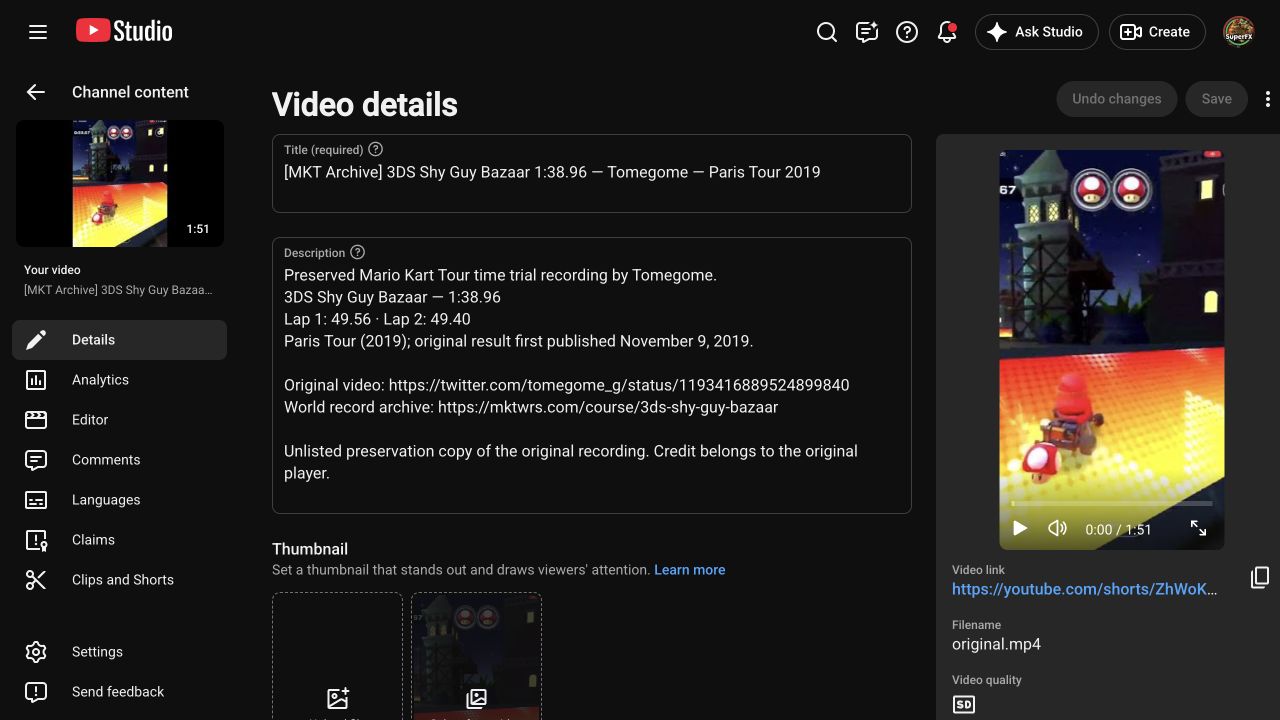 Studio
Ask Studio
Create
SuperFX
Channel content
Video details
Undo changes
Save
1:51
Your video
[MKT Archive] 3DS Shy Guy Bazaa...
Details
Analytics
Editor
Comments
Languages
Claims
Clips and Shorts
Settings
Send feedback
Title (required)
[MKT Archive] 3DS Shy Guy Bazaar 1:38.96 — Tomegome — Paris Tour 2019
Description
Preserved Mario Kart Tour time trial recording by Tomegome.
3DS Shy Guy Bazaar — 1:38.96
Lap 1: 49.56 · Lap 2: 49.40
Paris Tour (2019); original result first published November 9, 2019.
Original video: https://twitter.com/tomegome_g/status/1193416889524899840
World record archive: https://mktwrs.com/course/3ds-shy-guy-bazaar
Unlisted preservation copy of the original recording. Credit belongs to the original
player.
Thumbnail
Set a thumbnail that stands out and draws viewers' attention. Learn more
67
67
0:00 / 1:51
Video link
https://youtube.com/shorts/ZhWoK...
Filename
original.mp4
Video quality
SD